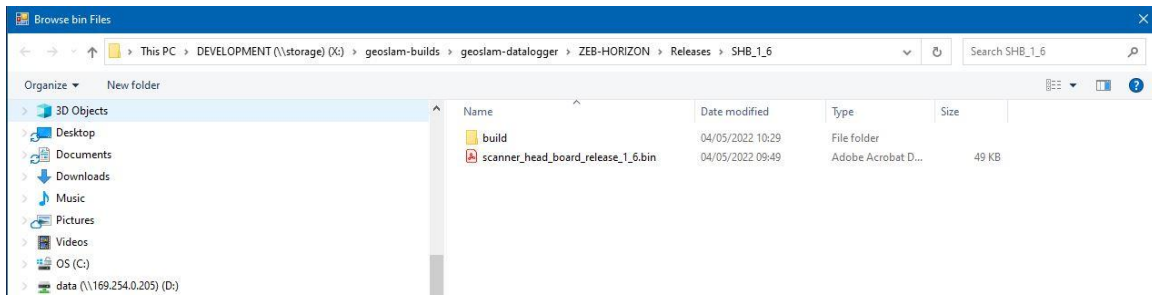 Browse bin Files
This PC > DEVELOPMENT (\\storage) (X:) > geoslam-builds > geoslam-datalogger > ZEB-HORIZON > Releases > SHB_1_6
Search SHB_1_6
Organize
New folder
3D Objects
Desktop
Documents
Downloads
Music
Pictures
Videos
OS (C:)
data (\\169.254.0.205) (D:)
Name Date modified Type Size
build 04/05/2022 10:29 File folder
scanner_head_board_release_1_6.bin 04/05/2022 09:49 Adobe Acrobat D... 49 KB